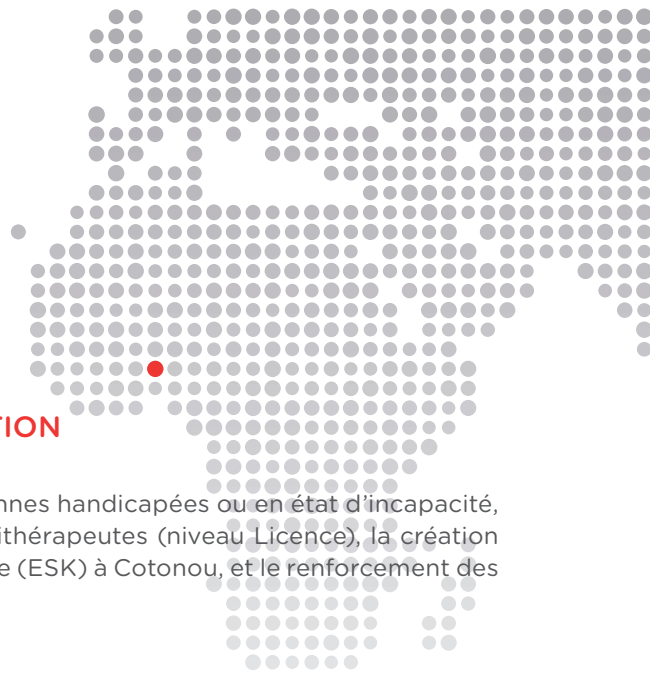 TION
nnes handicapées ou en état d’incapacité,
ithérapeutes (niveau Licence), la création
e (ESK) à Cotonou, et le renforcement des